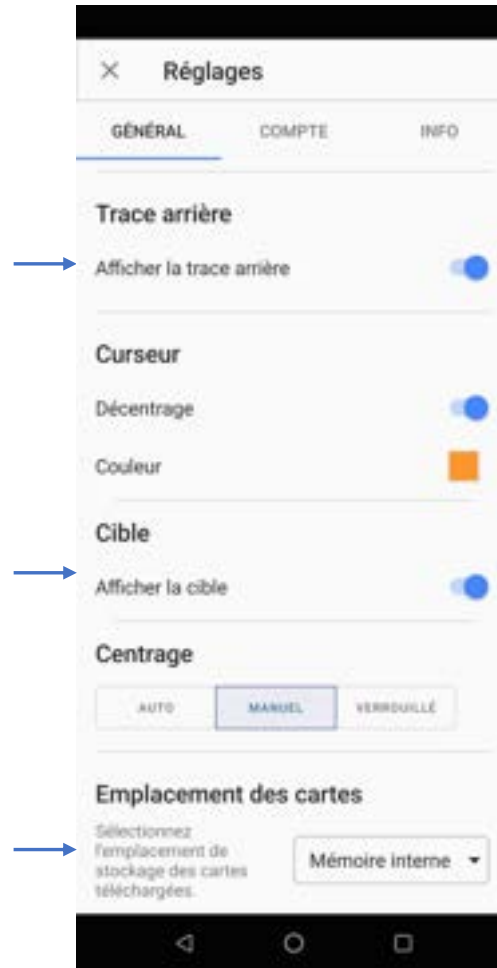 Réglages
GÉNÉRAL COMPTE INFO
Trace arrière
Afficher la trace arrière
Curseur
Décentrage
Couleur
Cible
Afficher la cible
Centrage
AUTO MANUEL VERROUILLÉ
Emplacement des cartes
Sélectionnez
l'emplacement de
stockage des cartes
téléchargées.
Mémoire interne